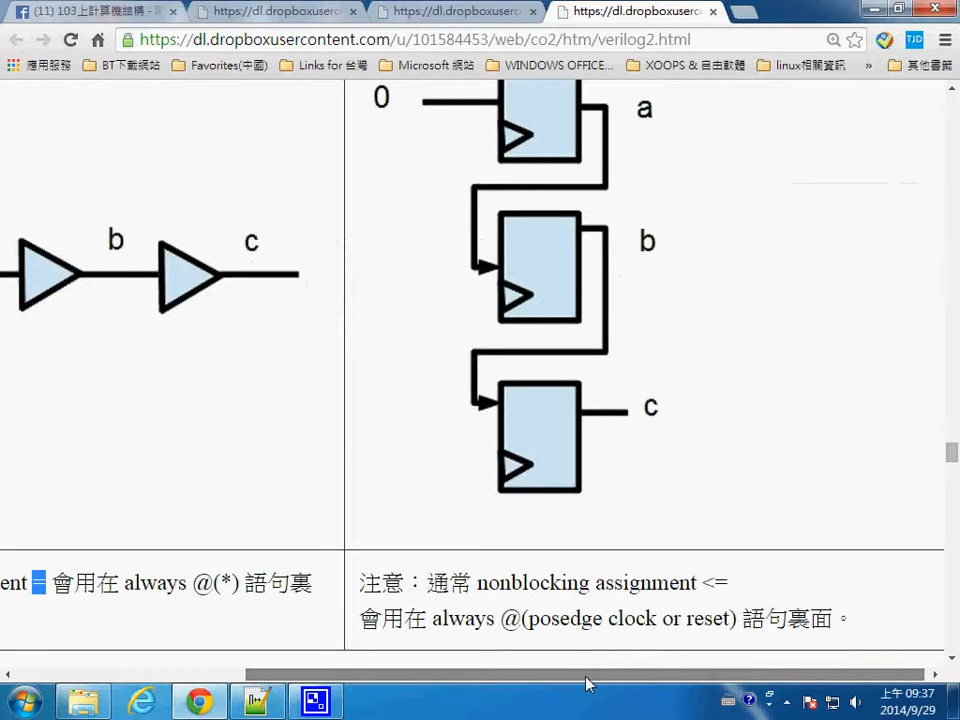 (11) 103上計算機結構 -
https://dl.dropboxuserc
https://dl.dropboxuserc
https://dl.dropboxuserc
https://dl.dropboxusercontent.com/u/101584453/web/co2/htm/verilog2.html
TJD
應用服務 BT下載網站 Favorites(中國) Links for 台灣 Microsoft 網站 WINDOWS OFFICE... XOOPS & 自由軟體 linux相關資訊 » 其他書籤
0 a
b c b
c
ent = 會用在 always @(*) 語句裏
注意：通常 nonblocking assignment <=
會用在 always @(posedge clock or reset) 語句裏面。
上午 09:37
2014/9/29